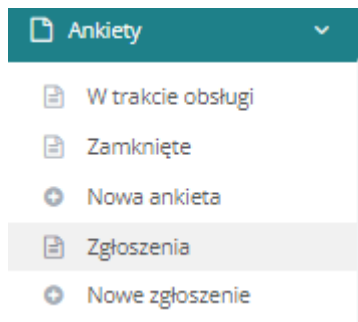 Ankiety
W trakcie obsługi
Zamknięte
Nowa ankieta
Zgłoszenia
Nowe zgłoszenie